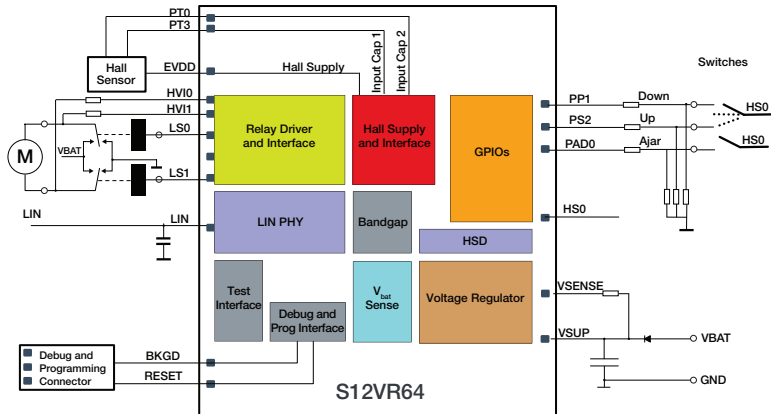 PT0
PT3
Input Cap 1
Input Cap 2
Hall Sensor
EVDD
Hall Supply
Switches
HVI0
HVI1
LS0
LS1
M
VBAT
Relay Driver and Interface
Hall Supply and Interface
GPIOs
PP1
Down
HS0
PS2
Up
PAD0
Ajar
HS0
LIN
LIN
LIN PHY
Bandgap
HSD
HS0
Test Interface
Debug and Prog Interface
Vbat Sense
Voltage Regulator
VSENSE
VSUP
VBAT
GND
Debug and Programming Connector
BKGD
RESET
S12VR64